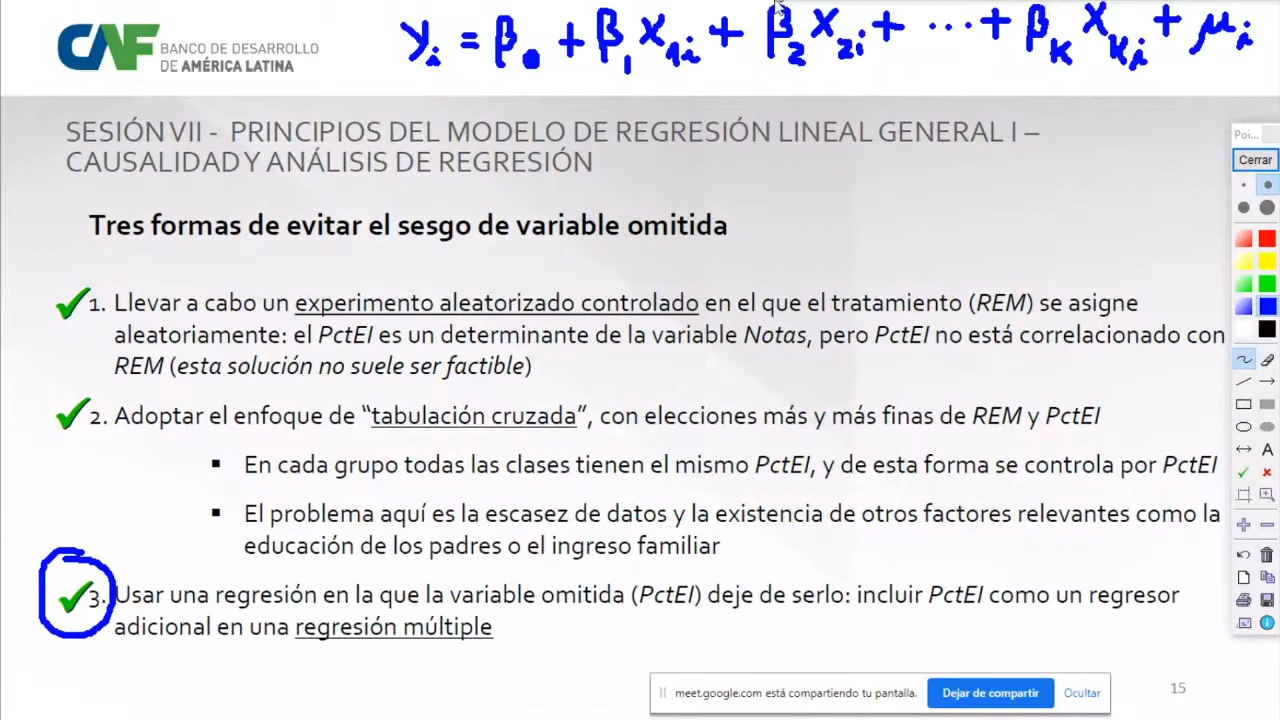 yᵢ = β₀ + β₁ X₁ᵢ + β₂ X₂ᵢ + ... + βₖ Xₖᵢ + μᵢ
CAF BANCO DE DESARROLLO
DE AMÉRICA LATINA
SESIÓN VII - PRINCIPIOS DEL MODELO DE REGRESIÓN LINEAL GENERAL I –
CAUSALIDAD Y ANÁLISIS DE REGRESIÓN
Poi...
Cerrar
Tres formas de evitar el sesgo de variable omitida
1. Llevar a cabo un experimento aleatorizado controlado en el que el tratamiento (REM) se asigne
aleatoriamente: el PctEI es un determinante de la variable Notas, pero PctEI no está correlacionado con
REM (esta solución no suele ser factible)
2. Adoptar el enfoque de “tabulación cruzada”, con elecciones más y más finas de REM y PctEI
▪ En cada grupo todas las clases tienen el mismo PctEI, y de esta forma se controla por PctEI
▪ El problema aquí es la escasez de datos y la existencia de otros factores relevantes como la
educación de los padres o el ingreso familiar
3. Usar una regresión en la que la variable omitida (PctEI) deje de serlo: incluir PctEI como un regresor
adicional en una regresión múltiple
A
meet.google.com está compartiendo tu pantalla. Dejar de compartir Ocultar
15